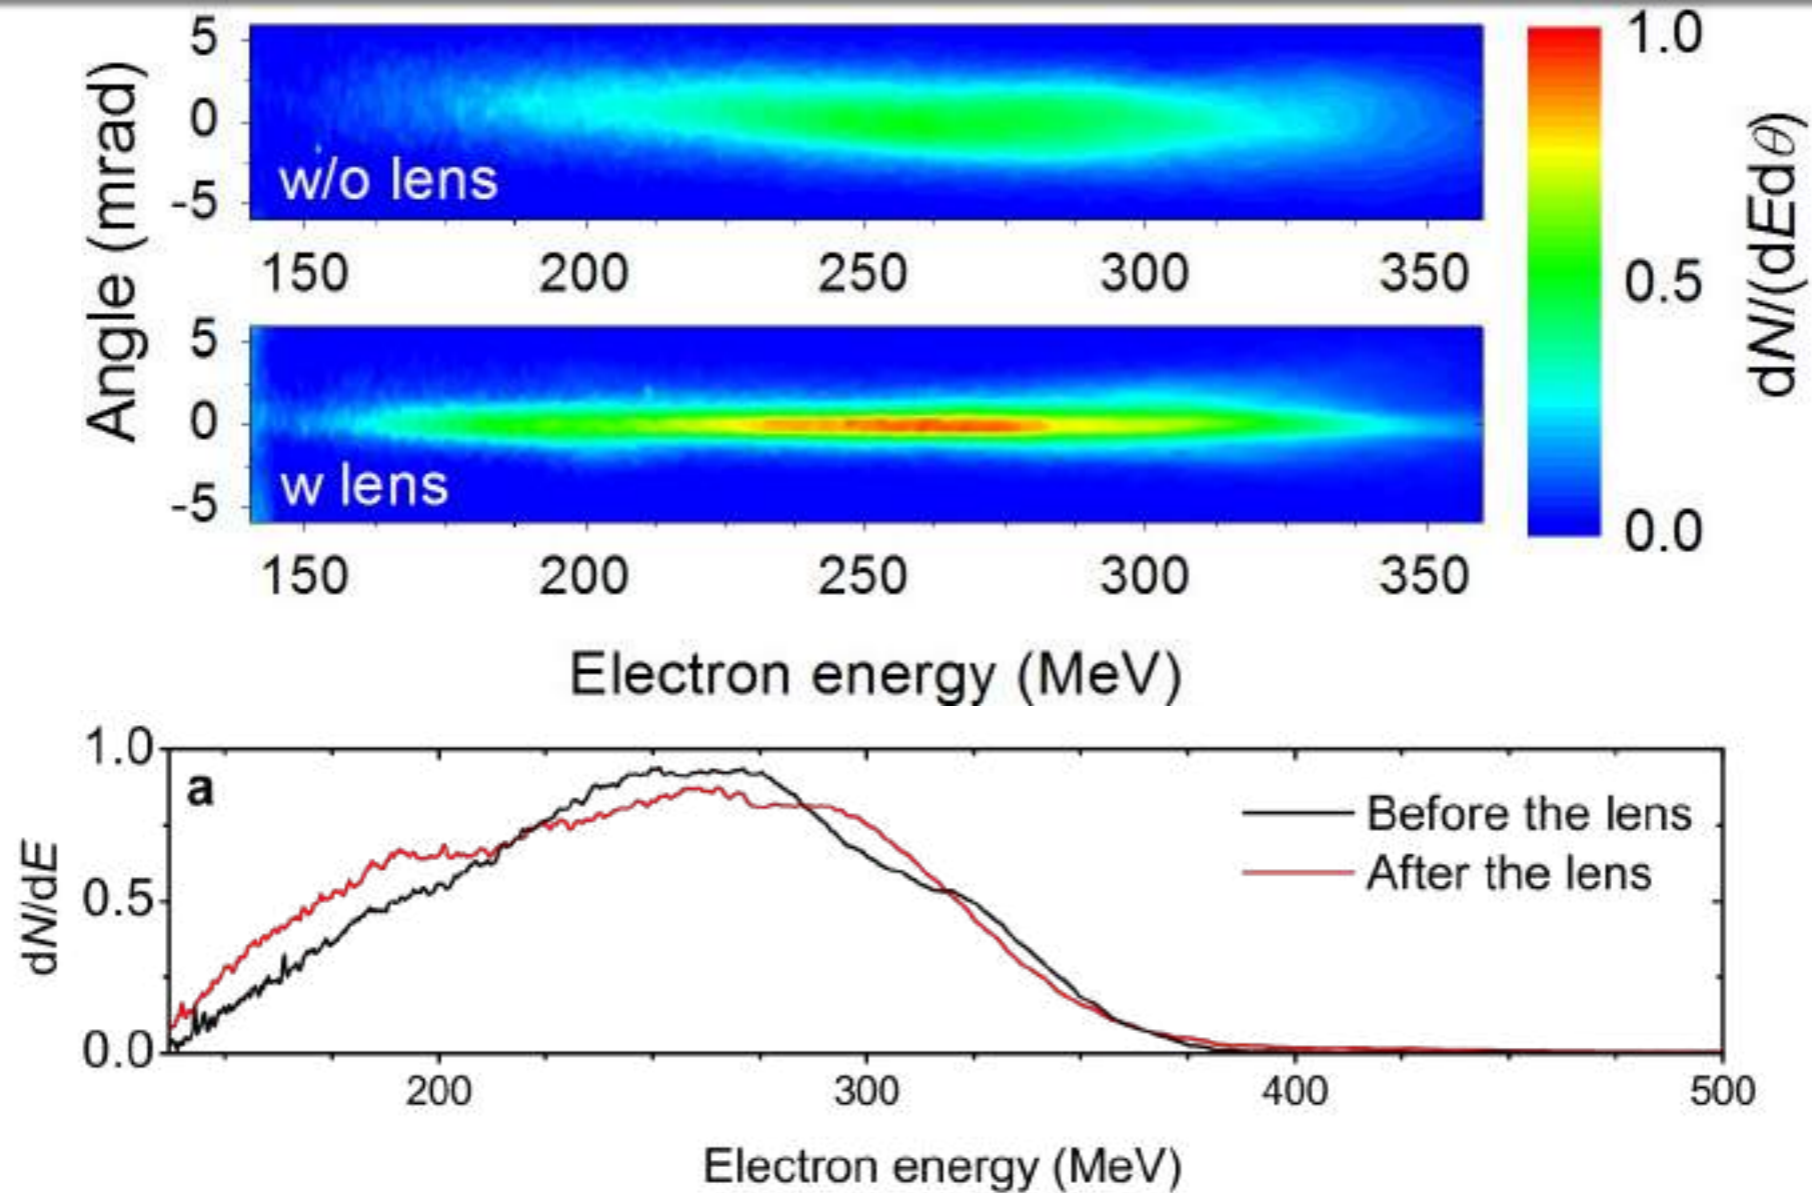 5
0
-5
w/o lens
150 200 250 300 350
5
0
-5
w lens
150 200 250 300 350
Angle (mrad)
Electron energy (MeV)
1.0
0.5
0.0
dN/(dEdθ)
1.0
0.5
0.0
dN/dE
a
Before the lens
After the lens
200 300 400 500
Electron energy (MeV)